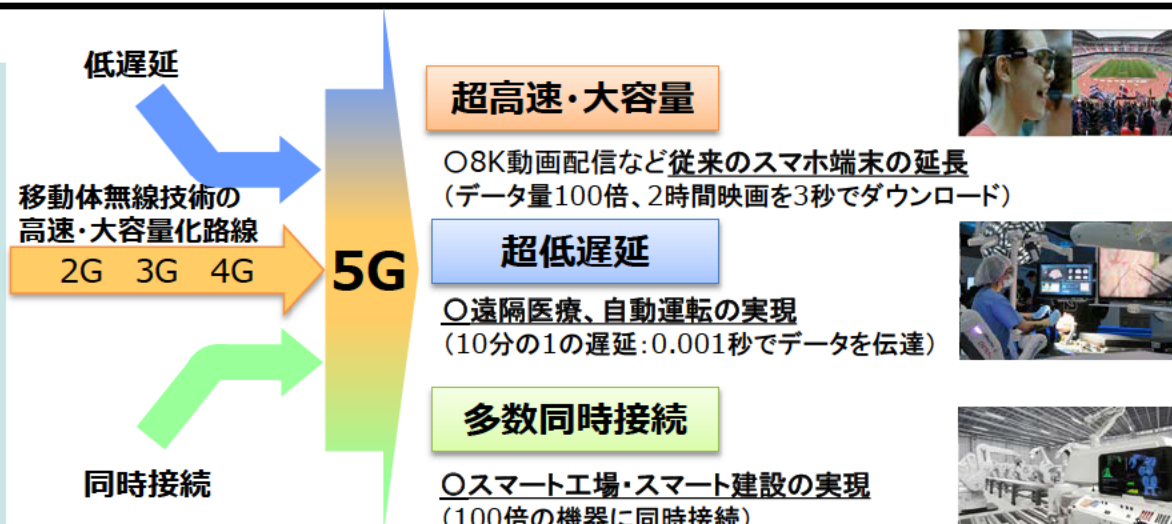 低遅延
移動体無線技術の
高速・大容量化路線
2G 3G 4G
同時接続
5G
超高速・大容量
〇8K動画配信など従来のスマホ端末の延長
(データ量100倍、2時間映画を3秒でダウンロード)
超低遅延
〇遠隔医療、自動運転の実現
(10分の1の遅延:0.001秒でデータを伝達)
多数同時接続
〇スマート工場・スマート建設の実現
(100倍の機器に同時接続)